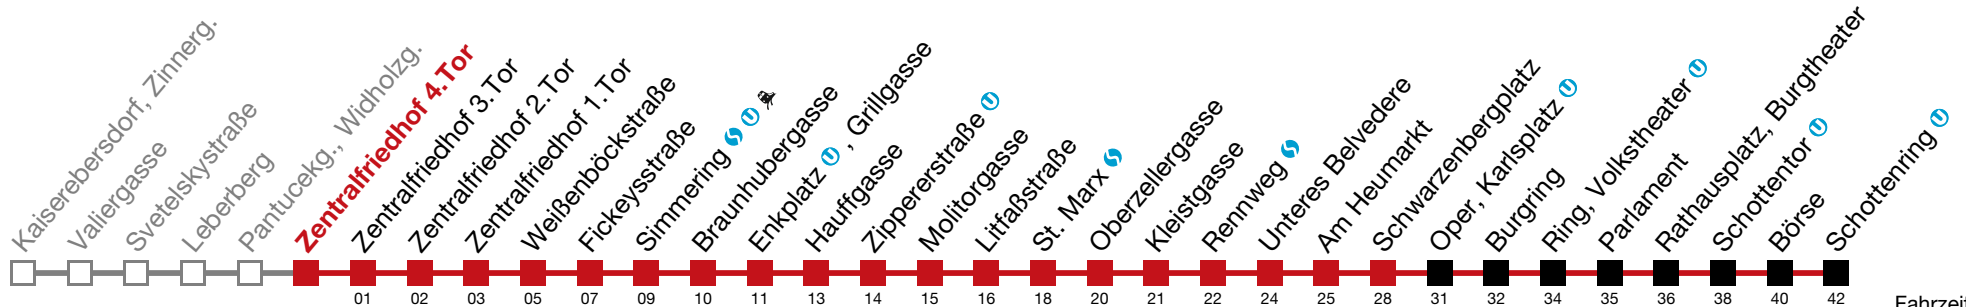 Kaiserebersdorf, Zinnerg.
Valiergasse
Svetelskystraße
Leberberg
Pantucekg., Widholzg.
Zentralfriedhof 4.Tor
Zentralfriedhof 3.Tor
Zentralfriedhof 2.Tor
Zentralfriedhof 1.Tor
Weißenböckstraße
Fickeysstraße
Simmering S U
Braunhubergasse
Enkplatz U , Grillgasse
Hauffgasse
Zippererstraße U
Molitorgasse
Litfaßstraße
St. Marx S
Oberzellergasse
Kleistgasse
Rennweg S
Unteres Belvedere
Am Heumarkt
Schwarzenbergplatz
Oper, Karlsplatz U
Burgring
Ring, Volkstheater U
Parlament
Rathausplatz, Burgtheater
Schottentor U
Börse
Schottenring U
01 02 03 05 07 09 10 11 13 14 15 16 18 20 21 22 24 25 28 31 32 34 35 36 38 40 42